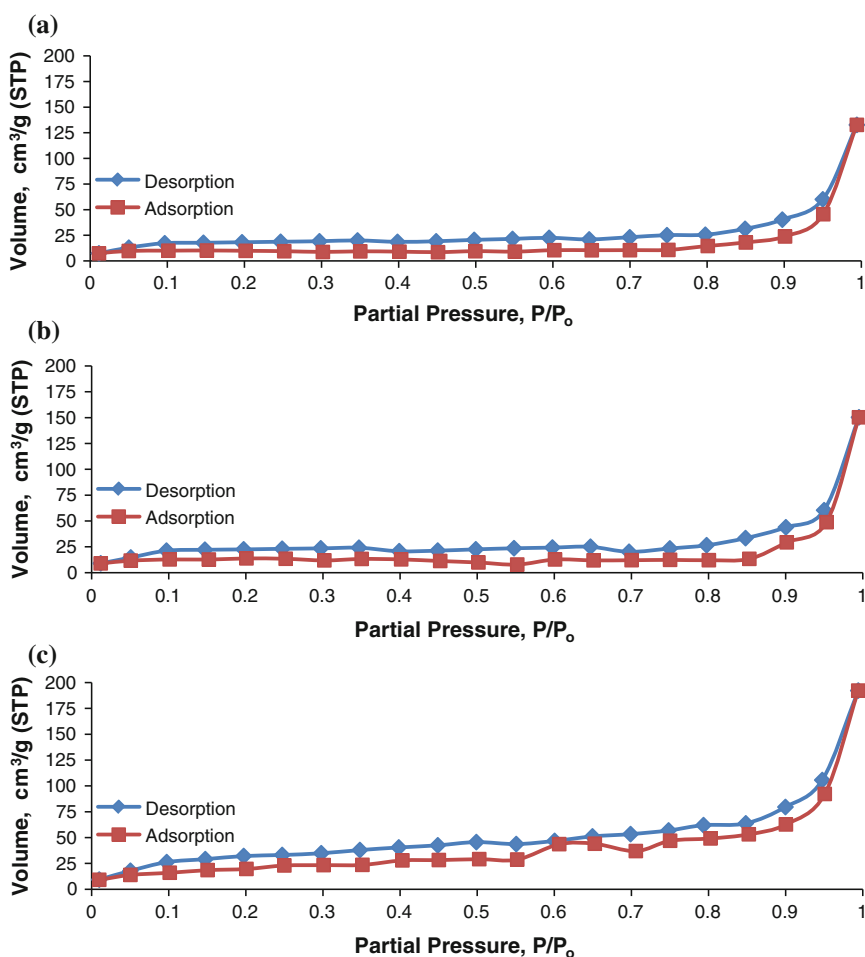 (a)
200
175
150
125
100
75
50
25
0
Volume, cm³/g (STP)
Desorption
Adsorption
0 0.1 0.2 0.3 0.4 0.5 0.6 0.7 0.8 0.9 1
Partial Pressure, P/Pₒ
(b)
200
175
150
125
100
75
50
25
0
Volume, cm³/g (STP)
Desorption
Adsorption
0 0.1 0.2 0.3 0.4 0.5 0.6 0.7 0.8 0.9 1
Partial Pressure, P/Pₒ
(c)
200
175
150
125
100
75
50
25
0
Volume, cm³/g (STP)
Desorption
Adsorption
0 0.1 0.2 0.3 0.4 0.5 0.6 0.7 0.8 0.9 1
Partial Pressure, P/Pₒ